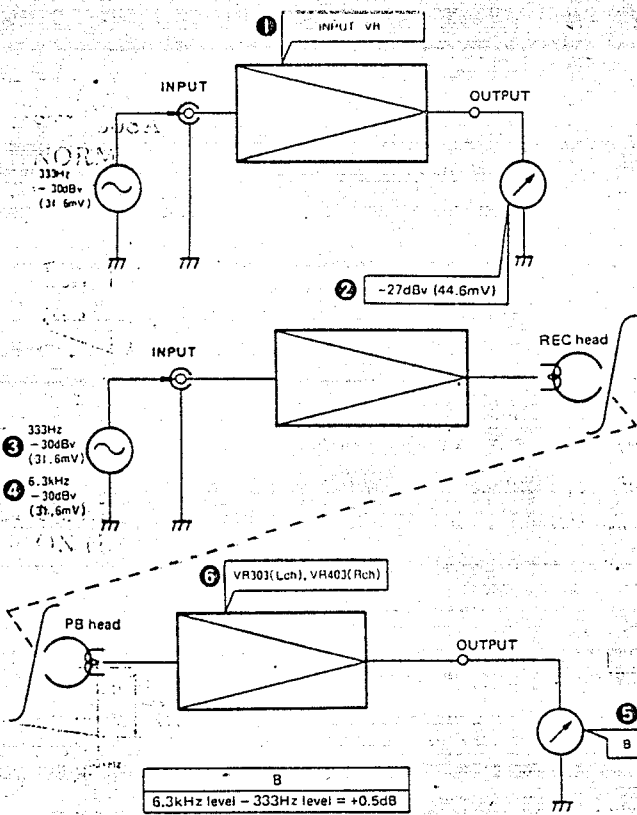 1
INPUT VR
INPUT
OUTPUT
NORM
333Hz
-30dBv
(31.6mV)
2
-27dBv (44.6mV)
INPUT
REC head
3
333Hz
-30dBv
(31.6mV)
4
6.3kHz
-30dBv
(31.6mV)
6
VR303(Lch), VR403(Rch)
PB head
OUTPUT
5
B
B
6.3kHz level - 333Hz level = +0.5dB